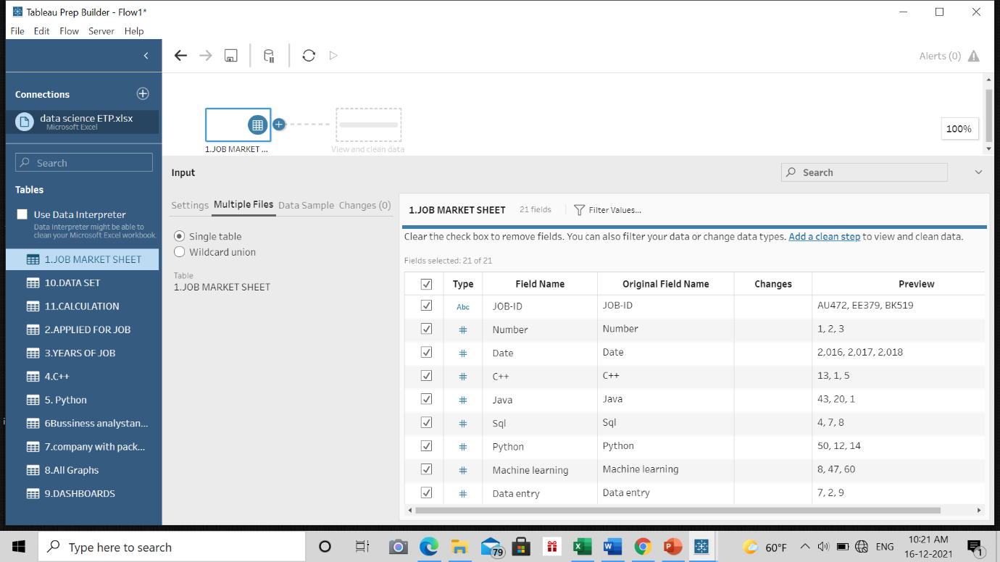 Tableau Prep Builder - Flow1*
File Edit Flow Server Help
Alerts (0)
Connections
data science ETP.xlsx
Microsoft Excel
Search
Tables
Use Data Interpreter
Data Interpreter might be able to
clean your Microsoft Excel workbook.
1.JOB MARKET SHEET
10.DATA SET
11.CALCULATION
2.APPLIED FOR JOB
3.YEARS OF JOB
4.C++
5. Python
6Bussiness analystan...
7.company with pack...
8.All Graphs
9.DASHBOARDS
1.JOB MARKET ...
View and clean data
100%
Input
Search
Settings Multiple Files Data Sample Changes (0)
Single table
Wildcard union
Table
1.JOB MARKET SHEET
1.JOB MARKET SHEET 21 fields Filter Values...
Clear the check box to remove fields. You can also filter your data or change data types. Add a clean step to view and clean data.
Fields selected: 21 of 21
Type Field Name Original Field Name Changes Preview
Abc JOB-ID JOB-ID AU472, EE379, BK519
# Number Number 1, 2, 3
# Date Date 2,016, 2,017, 2,018
# C++ C++ 13, 1, 5
# Java Java 43, 20, 1
# Sql Sql 4, 7, 8
# Python Python 50, 12, 14
# Machine learning Machine learning 8, 47, 60
# Data entry Data entry 7, 2, 9
Type here to search
79
60°F
ENG
10:21 AM
16-12-2021
1